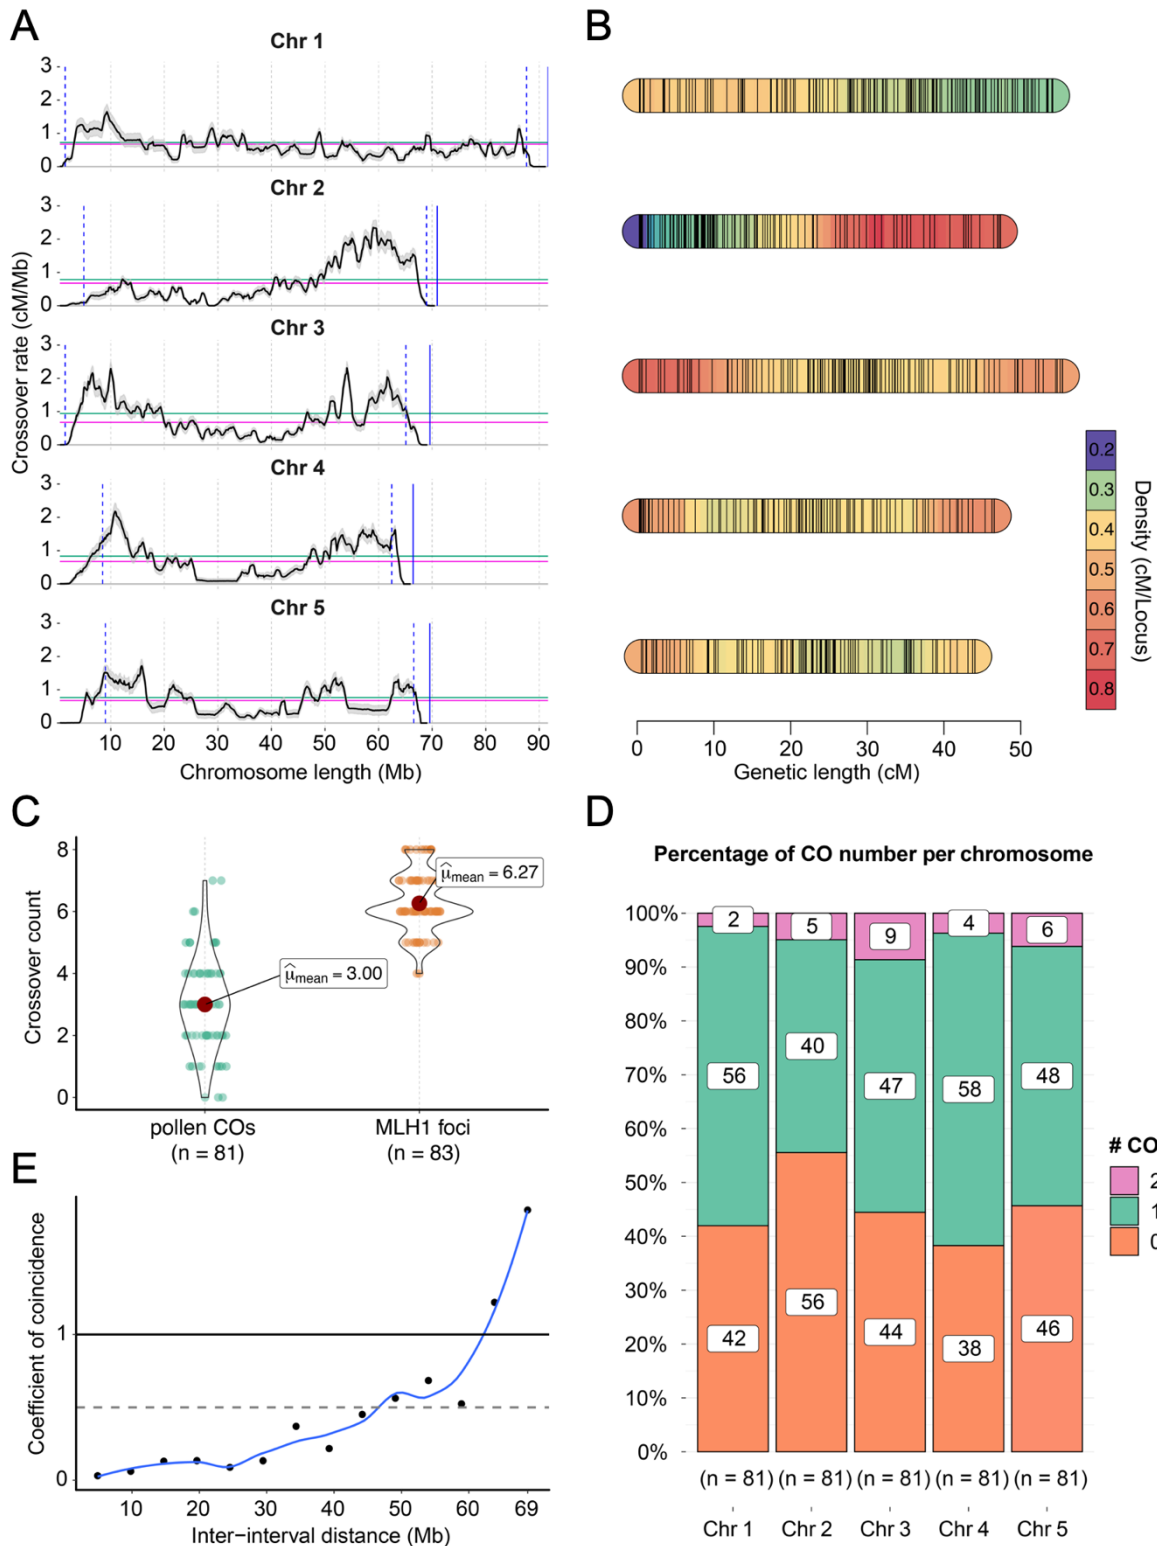 A
Chr 1
3
2
1
0
Chr 2
3
2
1
0
Chr 3
3
2
1
0
Chr 4
3
2
1
0
Chr 5
3
2
1
0
Crossover rate (cM/Mb)
10 20 30 40 50 60 70 80 90
Chromosome length (Mb)
B
0.2
0.3
0.4
0.5
0.6
0.7
0.8
Density (cM/Locus)
0 10 20 30 40 50
Genetic length (cM)
C
8
6
4
2
0
Crossover count
μ̂mean = 3.00
μ̂mean = 6.27
pollen COs
(n = 81)
MLH1 foci
(n = 83)
D
Percentage of CO number per chromosome
100%
90%
80%
70%
60%
50%
40%
30%
20%
10%
0%
2 5 9 4 6
56 40 47 58 48
42 56 44 38 46
(n = 81) (n = 81) (n = 81) (n = 81) (n = 81)
Chr 1 Chr 2 Chr 3 Chr 4 Chr 5
# CO
2
1
0
E
1
0
Coefficient of coincidence
10 20 30 40 50 60 69
Inter−interval distance (Mb)